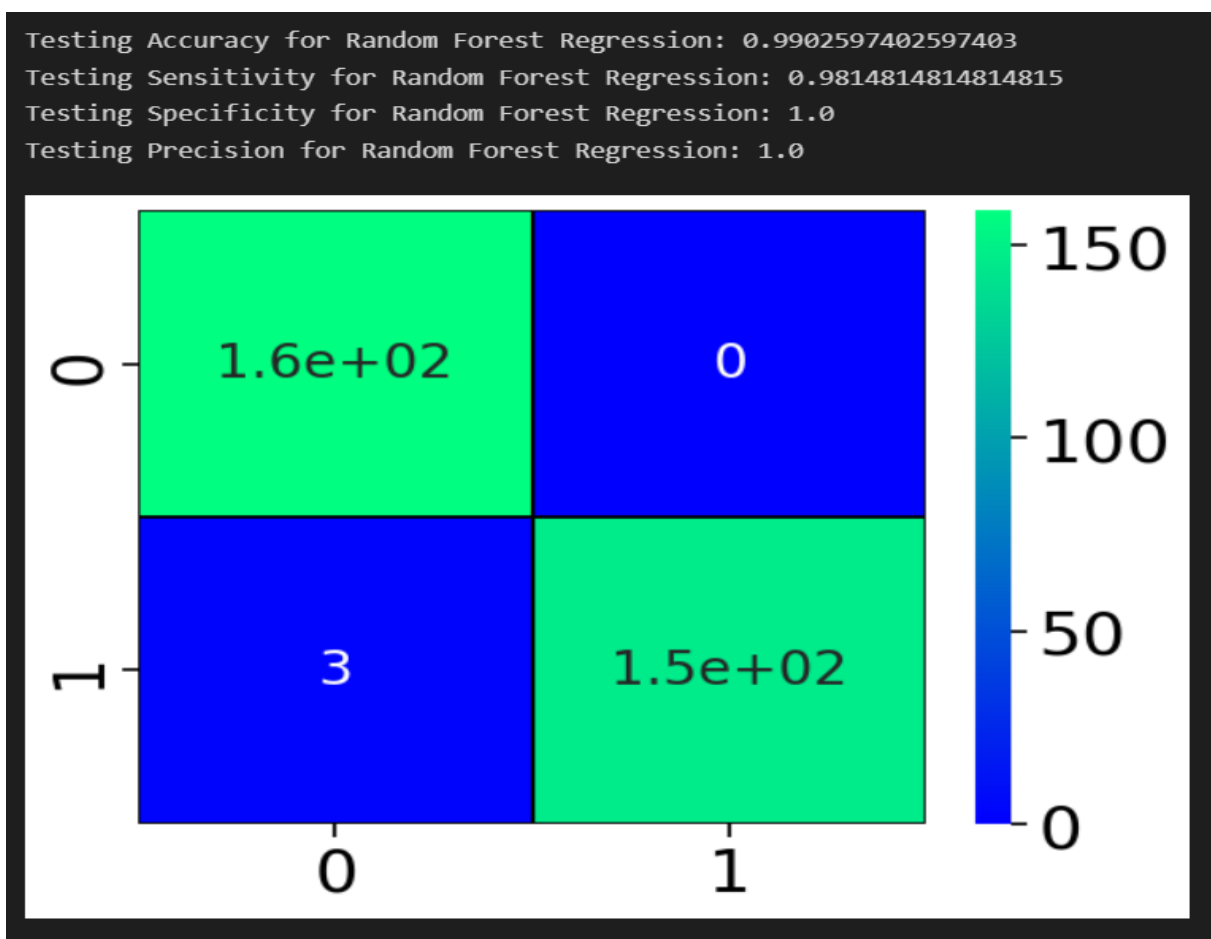 Testing Accuracy for Random Forest Regression: 0.9902597402597403
Testing Sensitivity for Random Forest Regression: 0.9814814814814815
Testing Specificity for Random Forest Regression: 1.0
Testing Precision for Random Forest Regression: 1.0
150
0
1.6e+02
0
100
50
1
3
1.5e+02
0
0
1